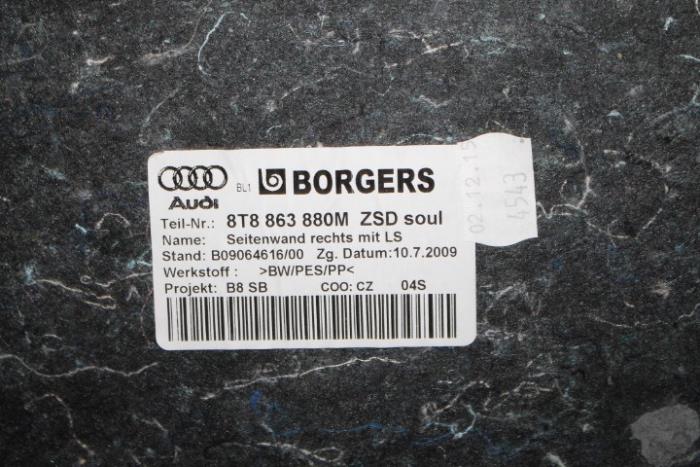 BL1 BORGERS
Audi
Teil-Nr.: 8T8 863 880M ZSD soul
Name: Seitenwand rechts mit LS
Stand: B09064616/00 Zg. Datum:10.7.2009
Werkstoff : >BW/PES/PP<
Projekt: B8 SB COO: CZ 04S
02.12.15
4543